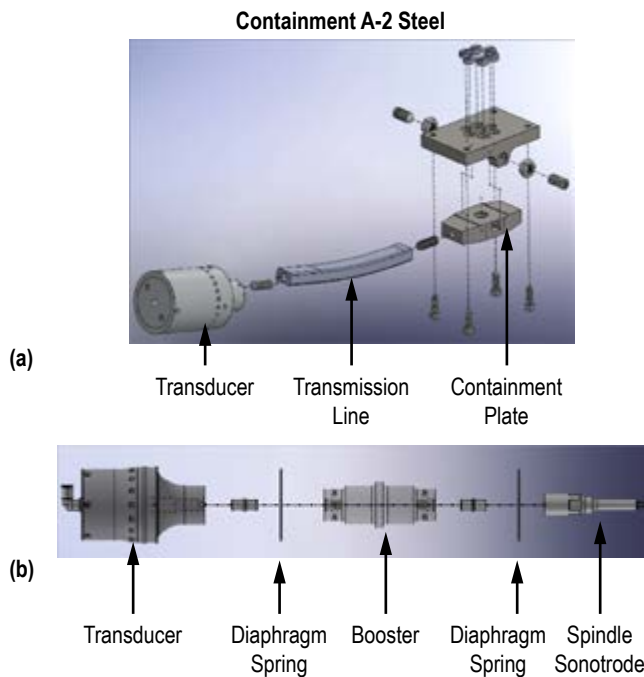 Containment A-2 Steel
(a)
Transducer
Transmission
Line
Containment
Plate
(b)
Transducer
Diaphragm
Spring
Booster
Diaphragm
Spring
Spindle
Sonotrode